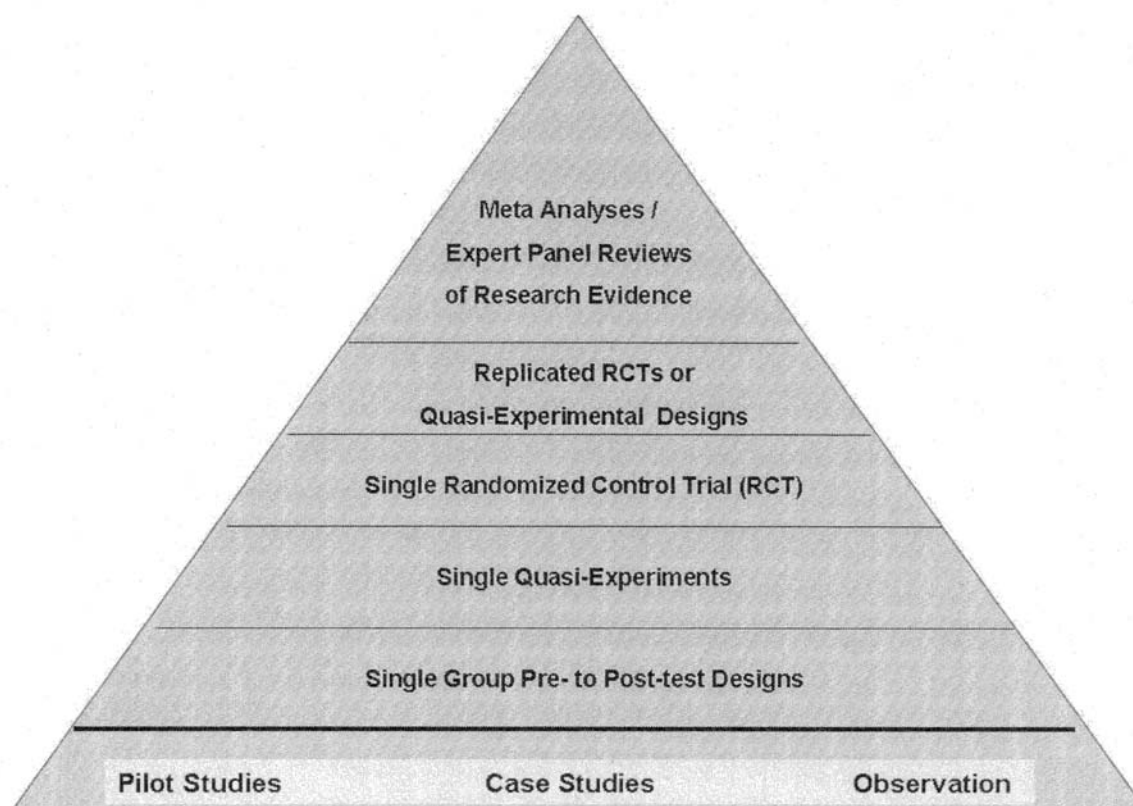 Meta Analyses /
Expert Panel Reviews
of Research Evidence
Replicated RCTs or
Quasi-Experimental Designs
Single Randomized Control Trial (RCT)
Single Quasi-Experiments
Single Group Pre- to Post-test Designs
Pilot Studies Case Studies Observation